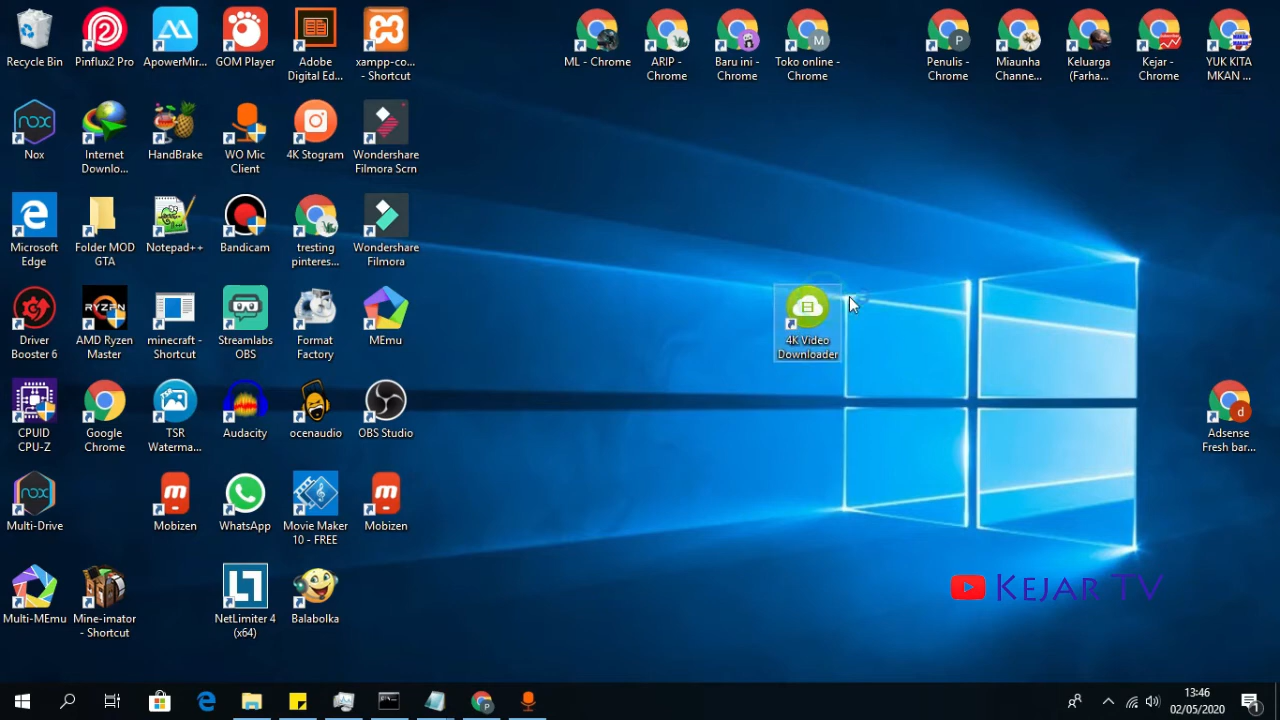 Recycle Bin
Pinflux2 Pro
ApowerMir...
GOM Player
Adobe
Digital Ed...
xampp-co...
- Shortcut
ML - Chrome
ARIP -
Chrome
Baru ini -
Chrome
M
Toko online -
Chrome
P
Penulis -
Chrome
Miaunha
Channe...
Keluarga
(Farha...
Kejar -
Chrome
YUK KITA
MKAN ...
nox
Nox
Internet
Downlo...
HandBrake
WO Mic
Client
4K Stogram
Wondershare
Filmora Scrn
Microsoft
Edge
Folder MOD
GTA
Notepad++
Bandicam
tresting
pinteres...
Wondershare
Filmora
Driver
Booster 6
RYZEN
AMD Ryzen
Master
minecraft -
Shortcut
Streamlabs
OBS
Format
Factory
MEmu
4K Video
Downloader
CPUID
CPU-Z
Google
Chrome
TSR
Waterma...
Audacity
ocenaudio
OBS Studio
d
Adsense
Fresh bar...
nox
Multi-Drive
m
Mobizen
WhatsApp
Movie Maker
10 - FREE
m
Mobizen
Multi-MEmu
Mine-imator
- Shortcut
NetLimiter 4
(x64)
Balabolka
KEJAR TV
P
13:46
02/05/2020
1